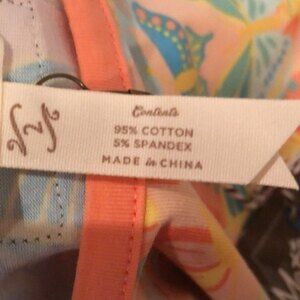 Contents
95% COTTON
5% SPANDEX
MADE in CHINA